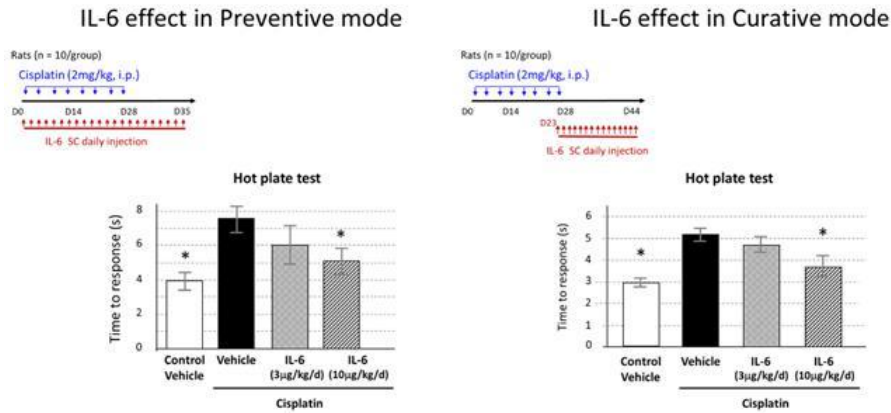 IL-6 effect in Preventive mode
Rats (n = 10/group)
Cisplatin (2mg/kg, i.p.)
D0 D14 D28 D35
IL-6 SC daily injection
Hot plate test
Time to response (s)
8
6
4
2
0
*
*
Control Vehicle
Vehicle
IL-6 (3µg/kg/d)
IL-6 (10µg/kg/d)
Cisplatin
IL-6 effect in Curative mode
Rats (n = 10/group)
Cisplatin (2mg/kg, i.p.)
D0 D14 D28 D44
D23
IL-6 SC daily injection
Hot plate test
Time to response (s)
6
5
4
3
2
1
0
*
*
Control Vehicle
Vehicle
IL-6 (3µg/kg/d)
IL-6 (10µg/kg/d)
Cisplatin